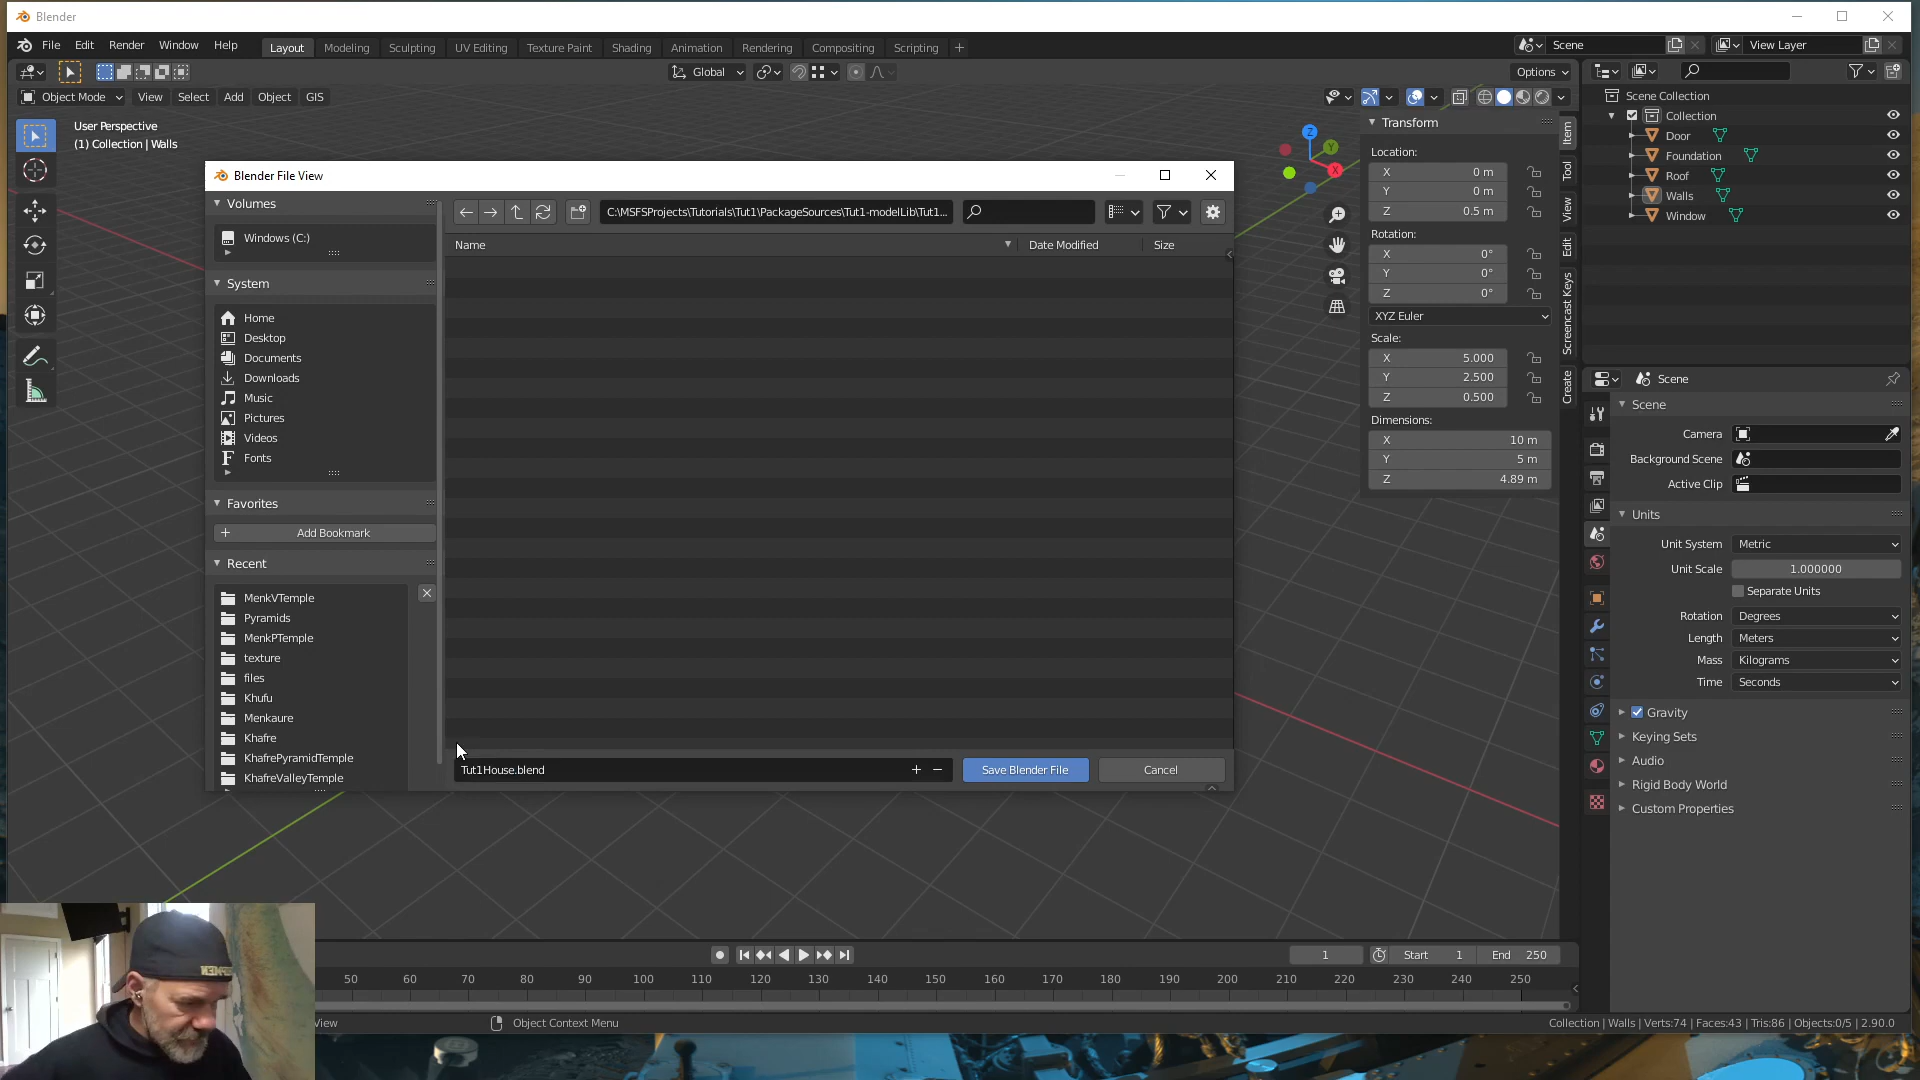 Blender
File Edit Render Window Help
Layout Modeling Sculpting UV Editing Texture Paint Shading Animation Rendering Compositing Scripting +
Scene
View Layer
Global
Options
Object Mode View Select Add Object GIS
User Perspective
(1) Collection | Walls
Z
Y
X
Blender File View
Volumes
Windows (C:)
System
Home
Desktop
Documents
Downloads
Music
Pictures
Videos
Fonts
Favorites
+ Add Bookmark
Recent
MenkVTemple
Pyramids
MenkPTemple
texture
files
Khufu
Menkaure
Khafre
KhafrePyramidTemple
KhafreValleyTemple
C:\MSFSProjects\Tutorials\Tut1\PackageSources\Tut1-modelLib\Tut1...
Name Date Modified Size
Tut1House.blend + −
Save Blender File
Cancel
Transform
Location:
X 0 m
Y 0 m
Z 0.5 m
Rotation:
X 0°
Y 0°
Z 0°
XYZ Euler
Scale:
X 5.000
Y 2.500
Z 0.500
Dimensions:
X 10 m
Y 5 m
Z 4.89 m
Item
Tool
View
Edit
Screencast Keys
Create
Scene Collection
Collection
Door
Foundation
Roof
Walls
Window
Scene
Scene
Camera
Background Scene
Active Clip
Units
Unit System Metric
Unit Scale 1.000000
Separate Units
Rotation Degrees
Length Meters
Mass Kilograms
Time Seconds
Gravity
Keying Sets
Audio
Rigid Body World
Custom Properties
1 Start 1 End 250
50 60 70 80 90 100 110 120 130 140 150 160 170 180 190 200 210 220 230 240 250
View
Object Context Menu
Collection | Walls | Verts:74 | Faces:43 | Tris:86 | Objects:0/5 | 2.90.0